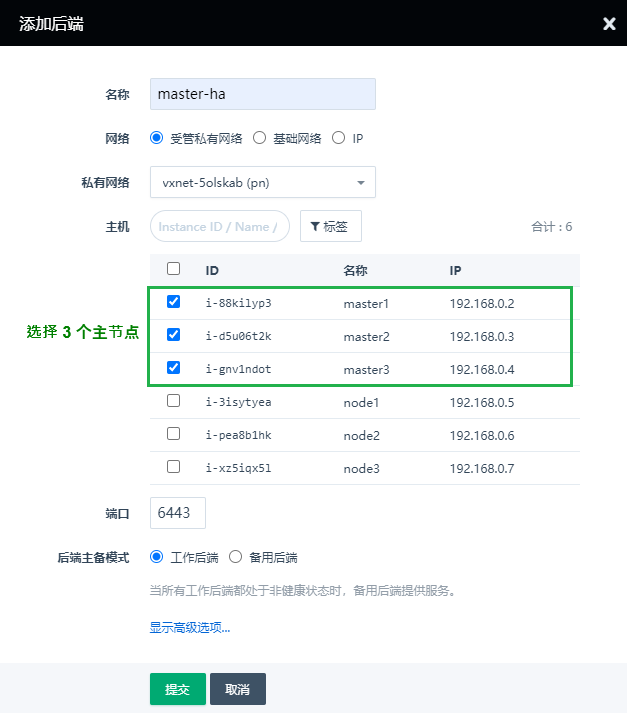 添加后端
名称 master-ha
网络 受管私有网络 基础网络 IP
私有网络 vxnet-5olskab (pn)
主机 Instance ID / Name / 标签 合计 : 6
ID 名称 IP
i-88kilyp3 master1 192.168.0.2
选择 3 个主节点
i-d5u06t2k master2 192.168.0.3
i-gnv1ndot master3 192.168.0.4
i-3isytyea node1 192.168.0.5
i-pea8b1hk node2 192.168.0.6
i-xz5iqx5l node3 192.168.0.7
端口 6443
后端主备模式 工作后端 备用后端
当所有工作后端都处于非健康状态时，备用后端提供服务。
显示高级选项...
提交 取消